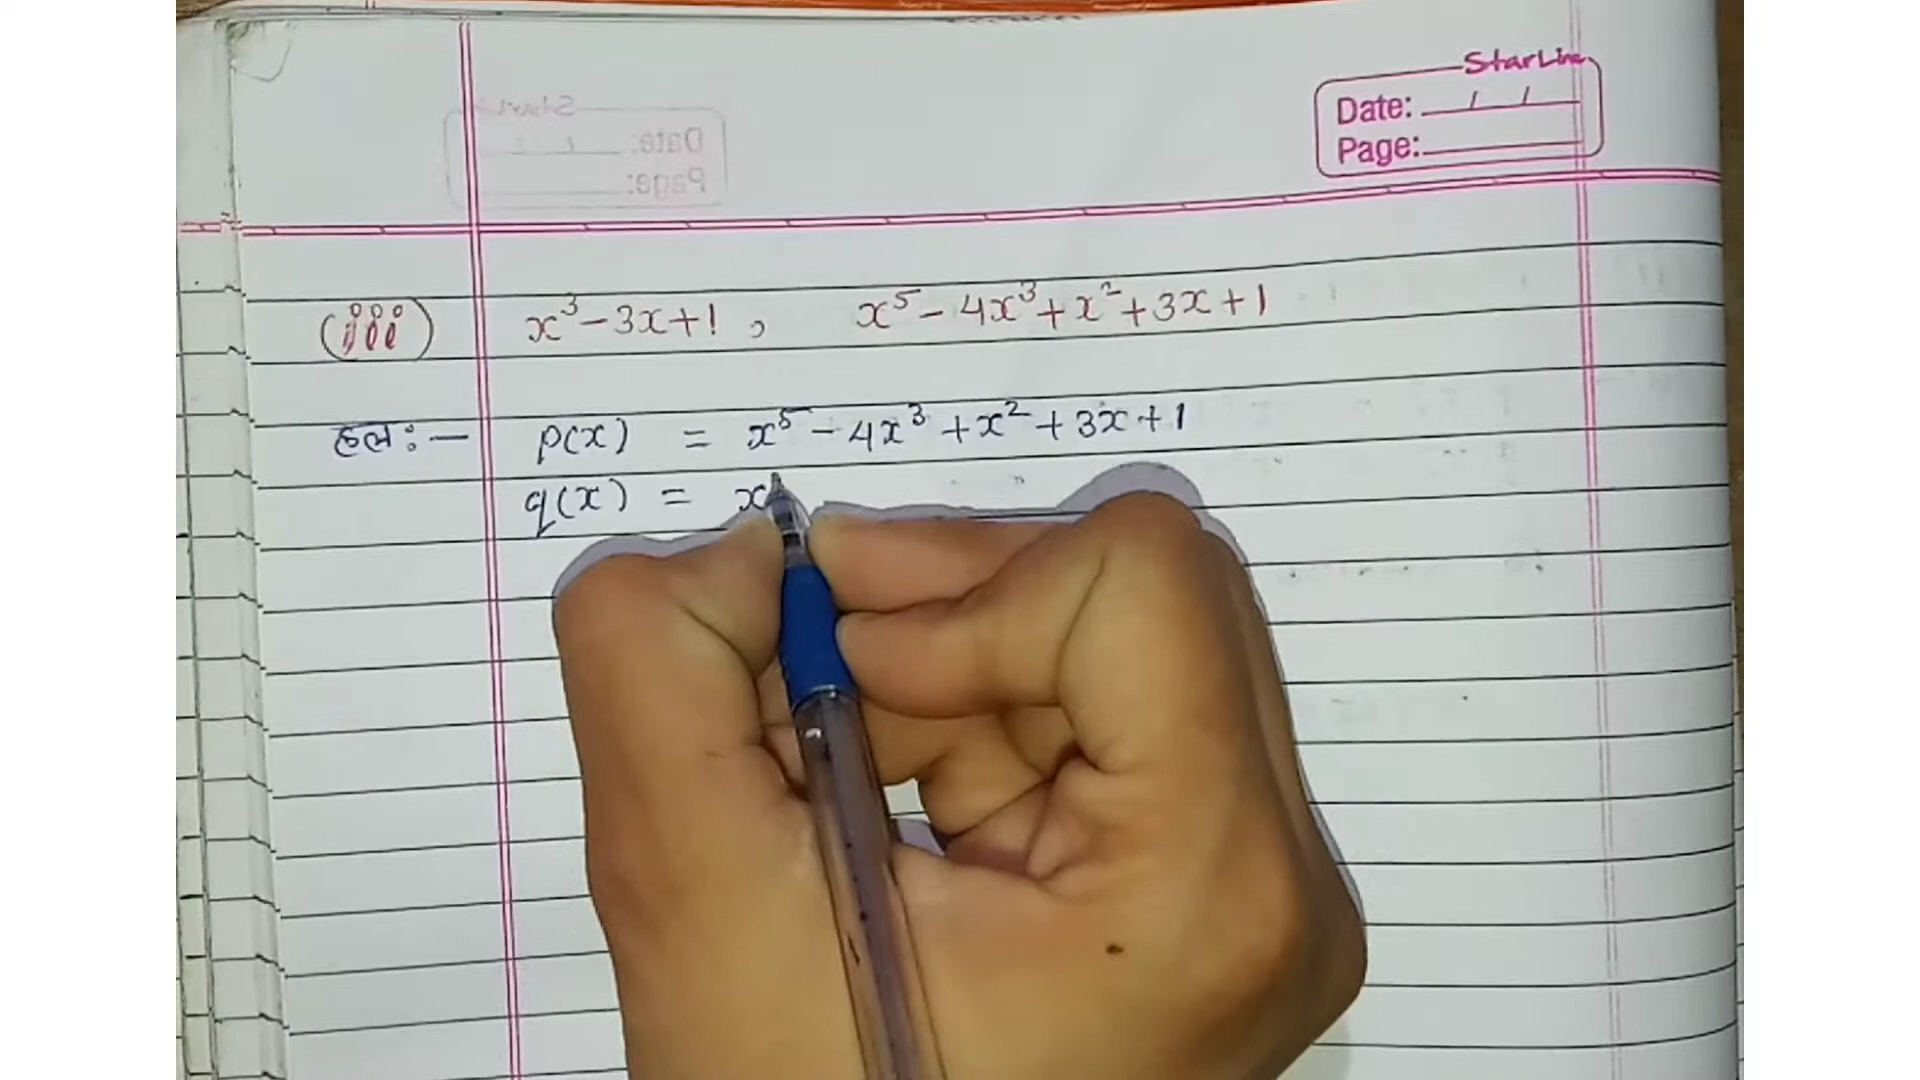 StarLine
Date: / /
Page:
(iii) x³-3x+1, x⁵-4x³+x²+3x+1
हलः- p(x) = x⁵-4x³+x²+3x+1
q(x) = x